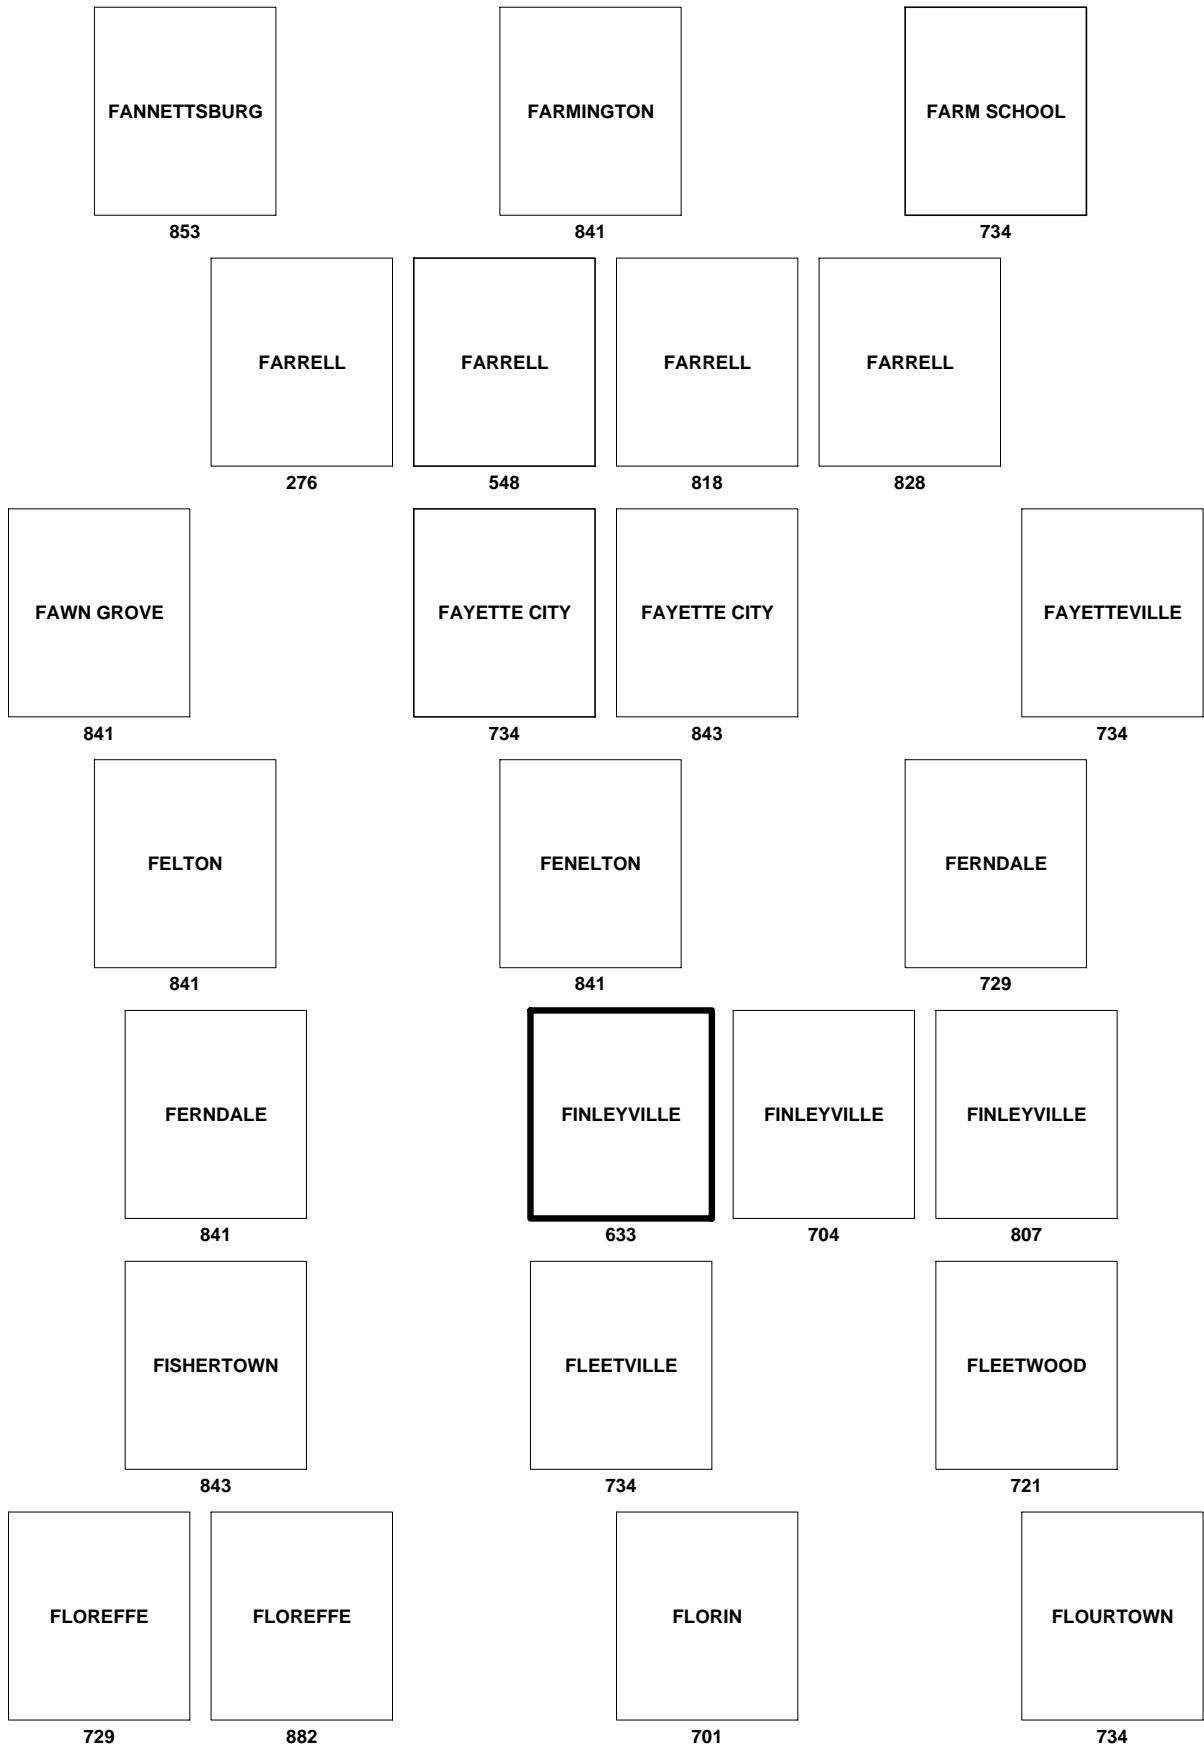 FANNETTSBURG FARMINGTON FARM SCHOOL
853 841 734
FARRELL FARRELL FARRELL FARRELL
276 548 818 828
FAWN GROVE FAYETTE CITY FAYETTE CITY FAYETTEVILLE
841 734 843 734
FELTON FENELTON FERNDALE
841 841 729
FERNDALE FINLEYVILLE FINLEYVILLE FINLEYVILLE
841 633 704 807
FISHERTOWN FLEETVILLE FLEETWOOD
843 734 721
FLOREFFE FLOREFFE FLORIN FLOURTOWN
729 882 701 734